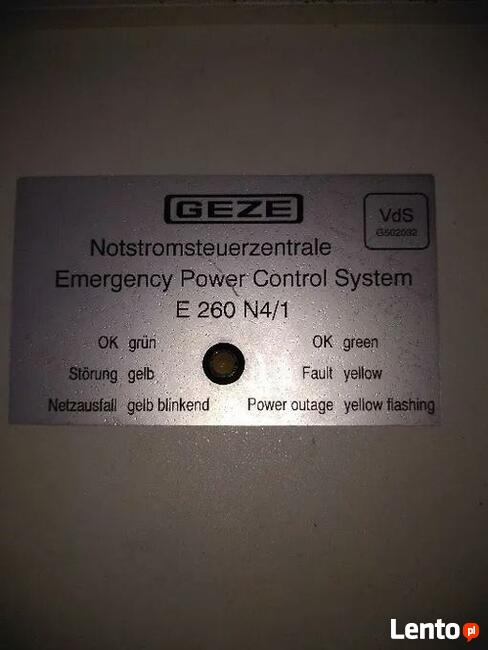 GEZE
VdS
G502092
Notstromsteuerzentrale
Emergency Power Control System
E 260 N4/1
OK grün OK green
Störung gelb Fault yellow
Netzausfall gelb blinkend Power outage yellow flashing
Lento.pl